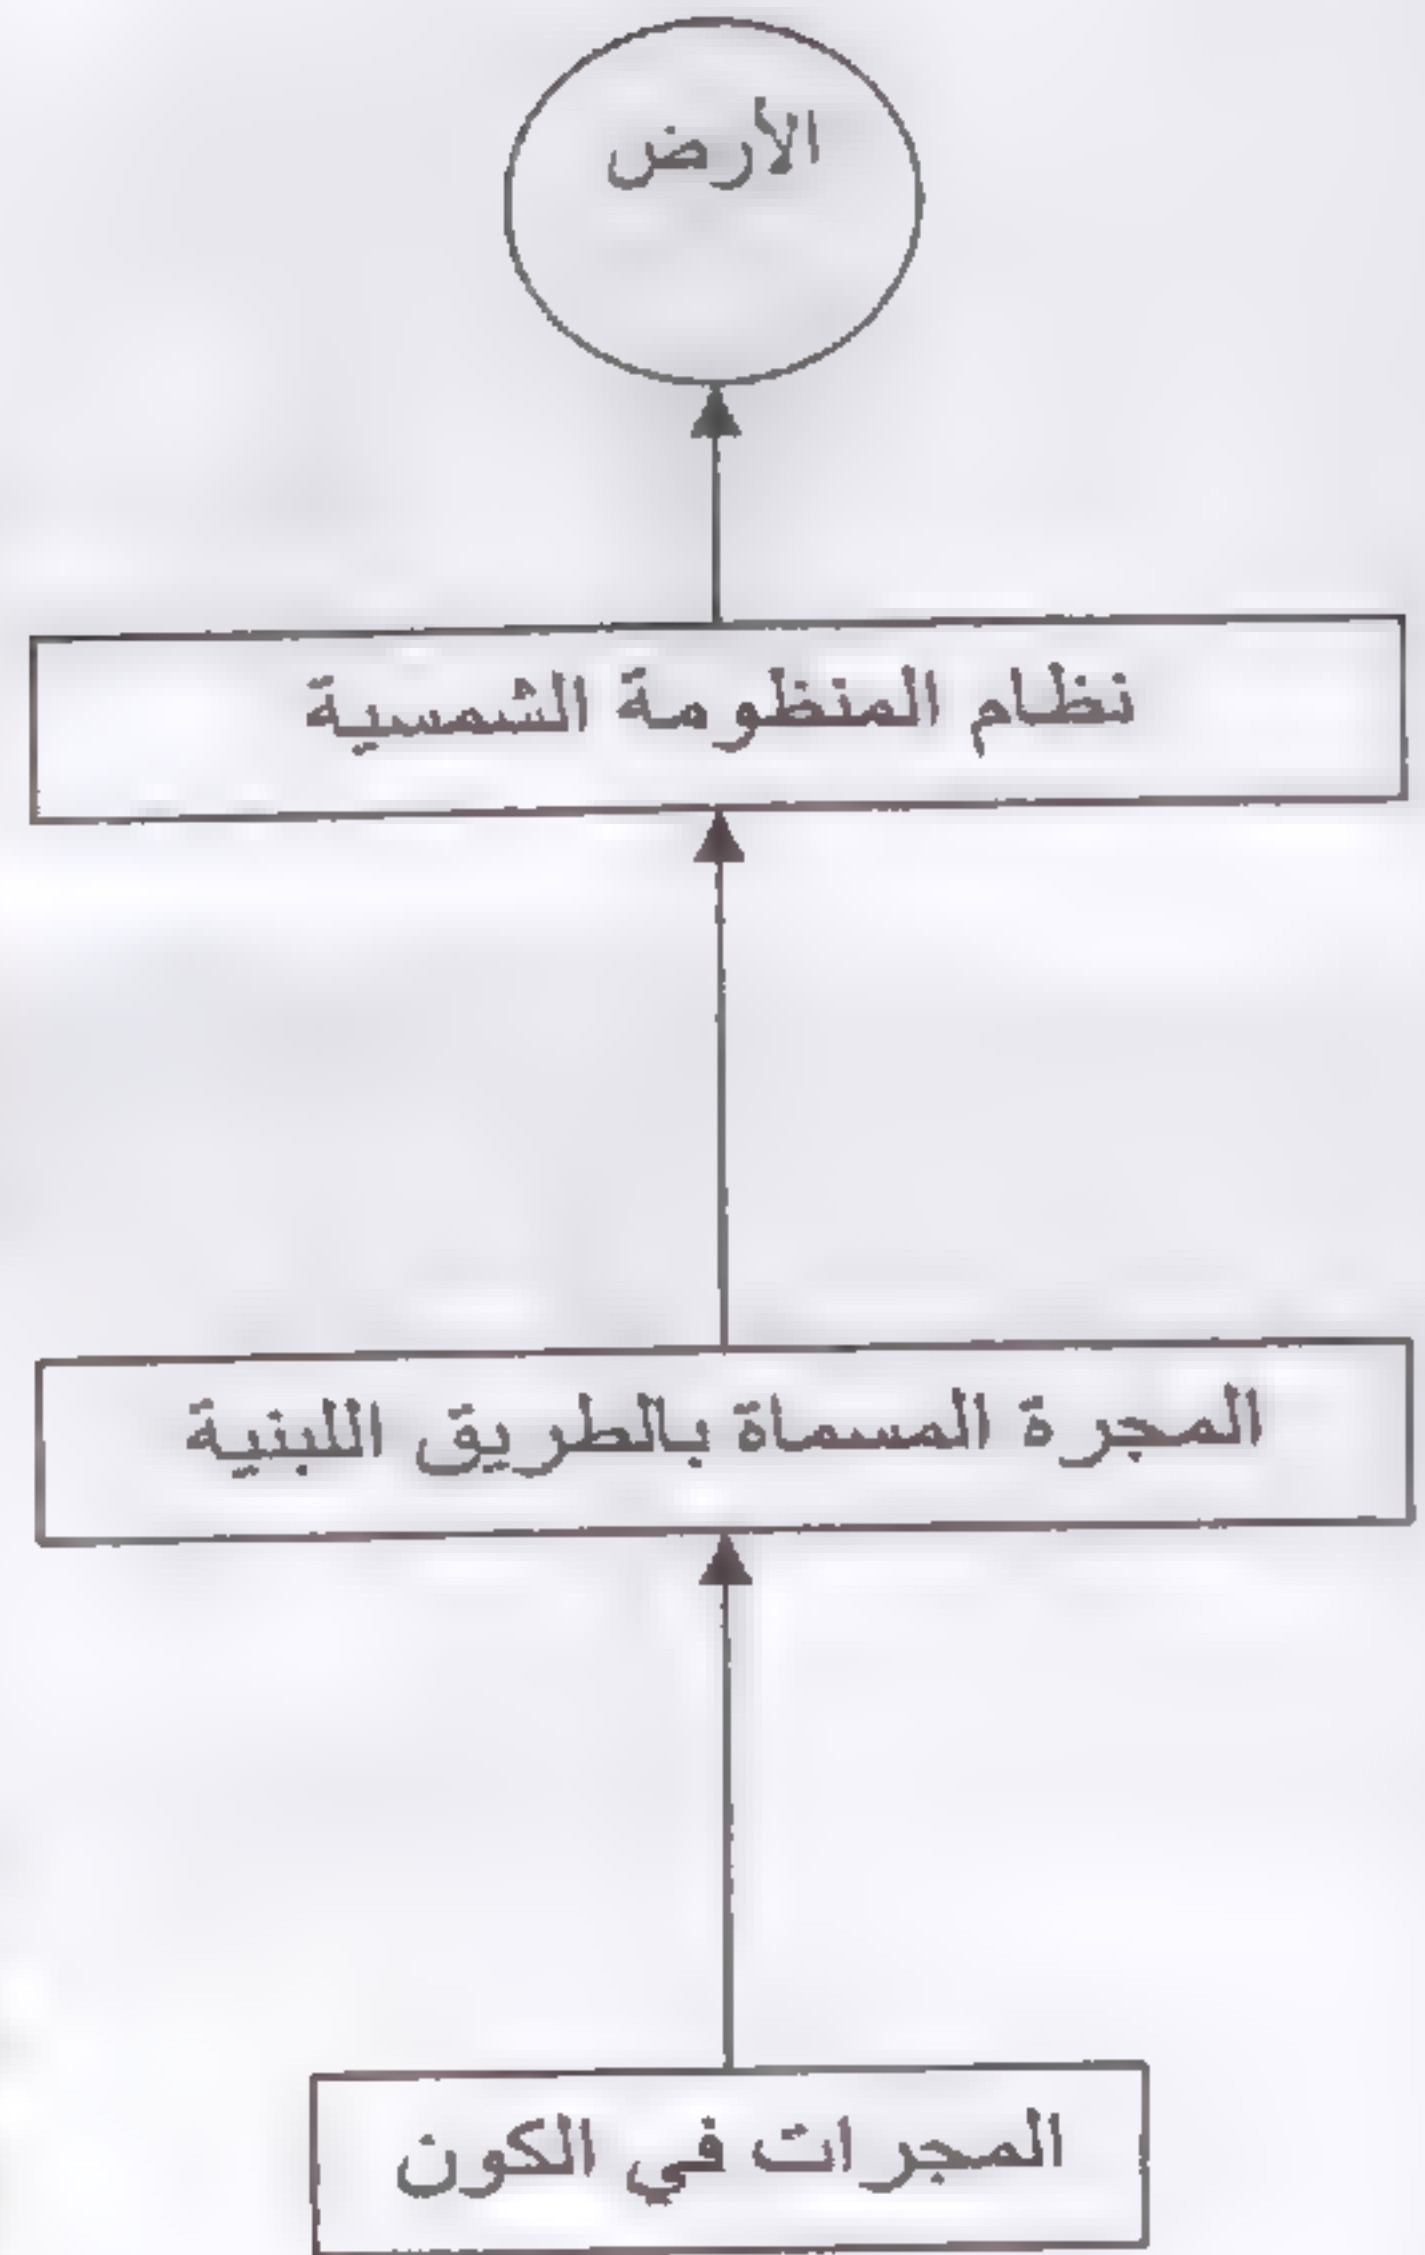 الأرض
نظام المنظومة الشمسية
المجرة المسماة بالطريق اللبنية
المجرات في الكون